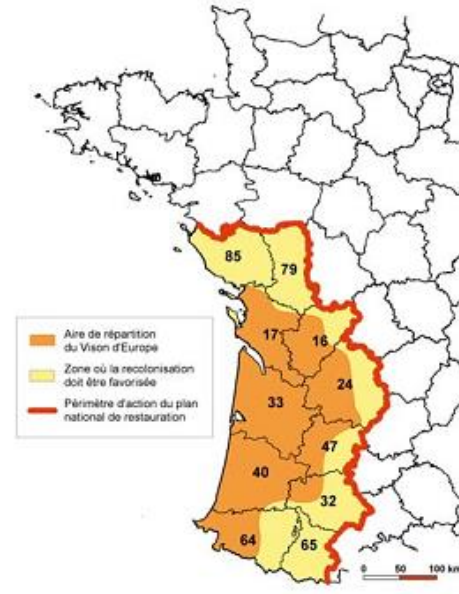 85
79
17
16
24
33
47
40
32
64
65
Aire de répartition
du Vison d'Europe
Zone où la recolonisation
doit être favorisée
Périmètre d'action du plan
national de restauration
0 50 100 km